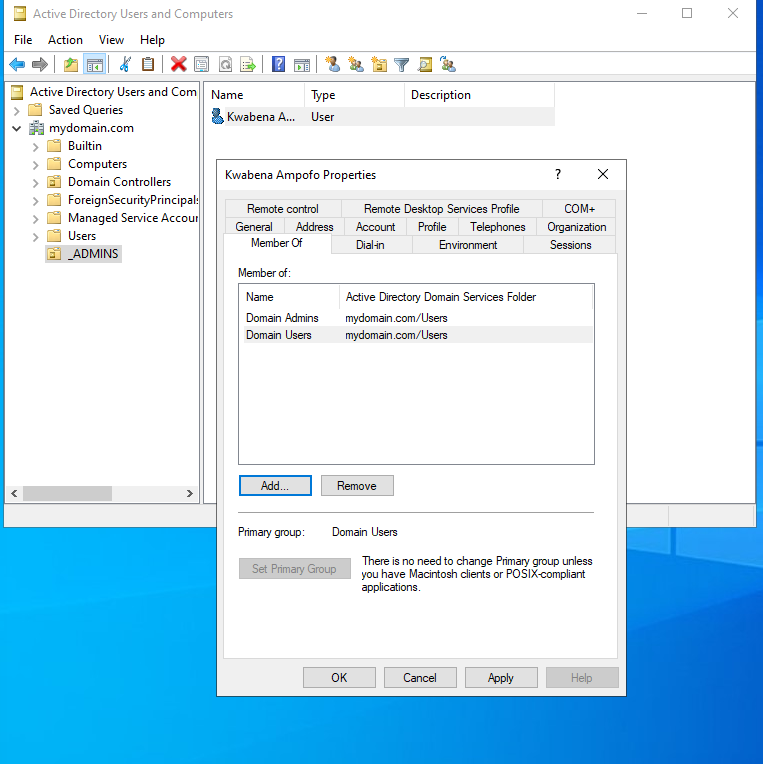 Active Directory Users and Computers
File Action View Help
Active Directory Users and Com
Saved Queries
mydomain.com
Builtin
Computers
Domain Controllers
ForeignSecurityPrincipals
Managed Service Accour
Users
_ADMINS
Name Type Description
Kwabena A... User
Kwabena Ampofo Properties
?
Remote control Remote Desktop Services Profile COM+
General Address Account Profile Telephones Organization
Member Of Dial-in Environment Sessions
Member of:
Name Active Directory Domain Services Folder
Domain Admins mydomain.com/Users
Domain Users mydomain.com/Users
Add... Remove
Primary group: Domain Users
Set Primary Group
There is no need to change Primary group unless
you have Macintosh clients or POSIX-compliant
applications.
OK Cancel Apply Help